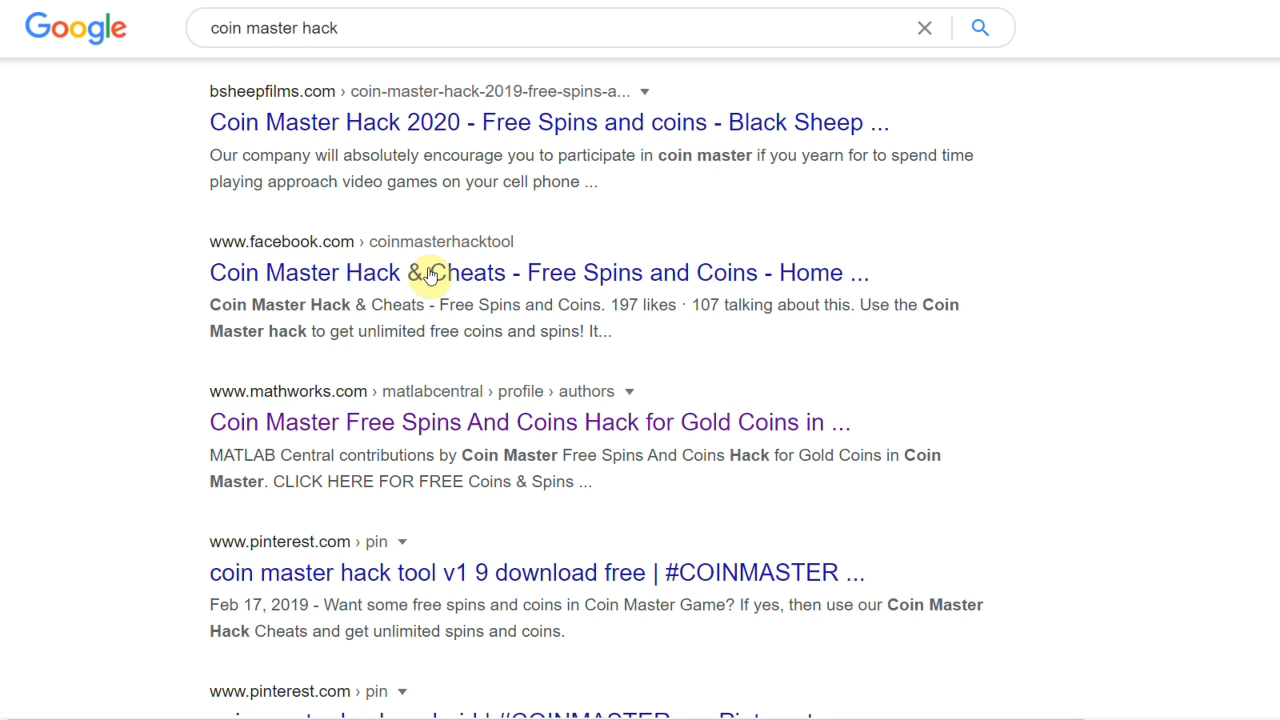 Google
coin master hack
bsheepfilms.com › coin-master-hack-2019-free-spins-a...
Coin Master Hack 2020 - Free Spins and coins - Black Sheep ...
Our company will absolutely encourage you to participate in coin master if you yearn for to spend time
playing approach video games on your cell phone ...
www.facebook.com › coinmasterhacktool
Coin Master Hack & Cheats - Free Spins and Coins - Home ...
Coin Master Hack & Cheats - Free Spins and Coins. 197 likes · 107 talking about this. Use the Coin
Master hack to get unlimited free coins and spins! It...
www.mathworks.com › matlabcentral › profile › authors
Coin Master Free Spins And Coins Hack for Gold Coins in ...
MATLAB Central contributions by Coin Master Free Spins And Coins Hack for Gold Coins in Coin
Master. CLICK HERE FOR FREE Coins & Spins ...
www.pinterest.com › pin
coin master hack tool v1 9 download free | #COINMASTER ...
Feb 17, 2019 - Want some free spins and coins in Coin Master Game? If yes, then use our Coin Master
Hack Cheats and get unlimited spins and coins.
www.pinterest.com › pin